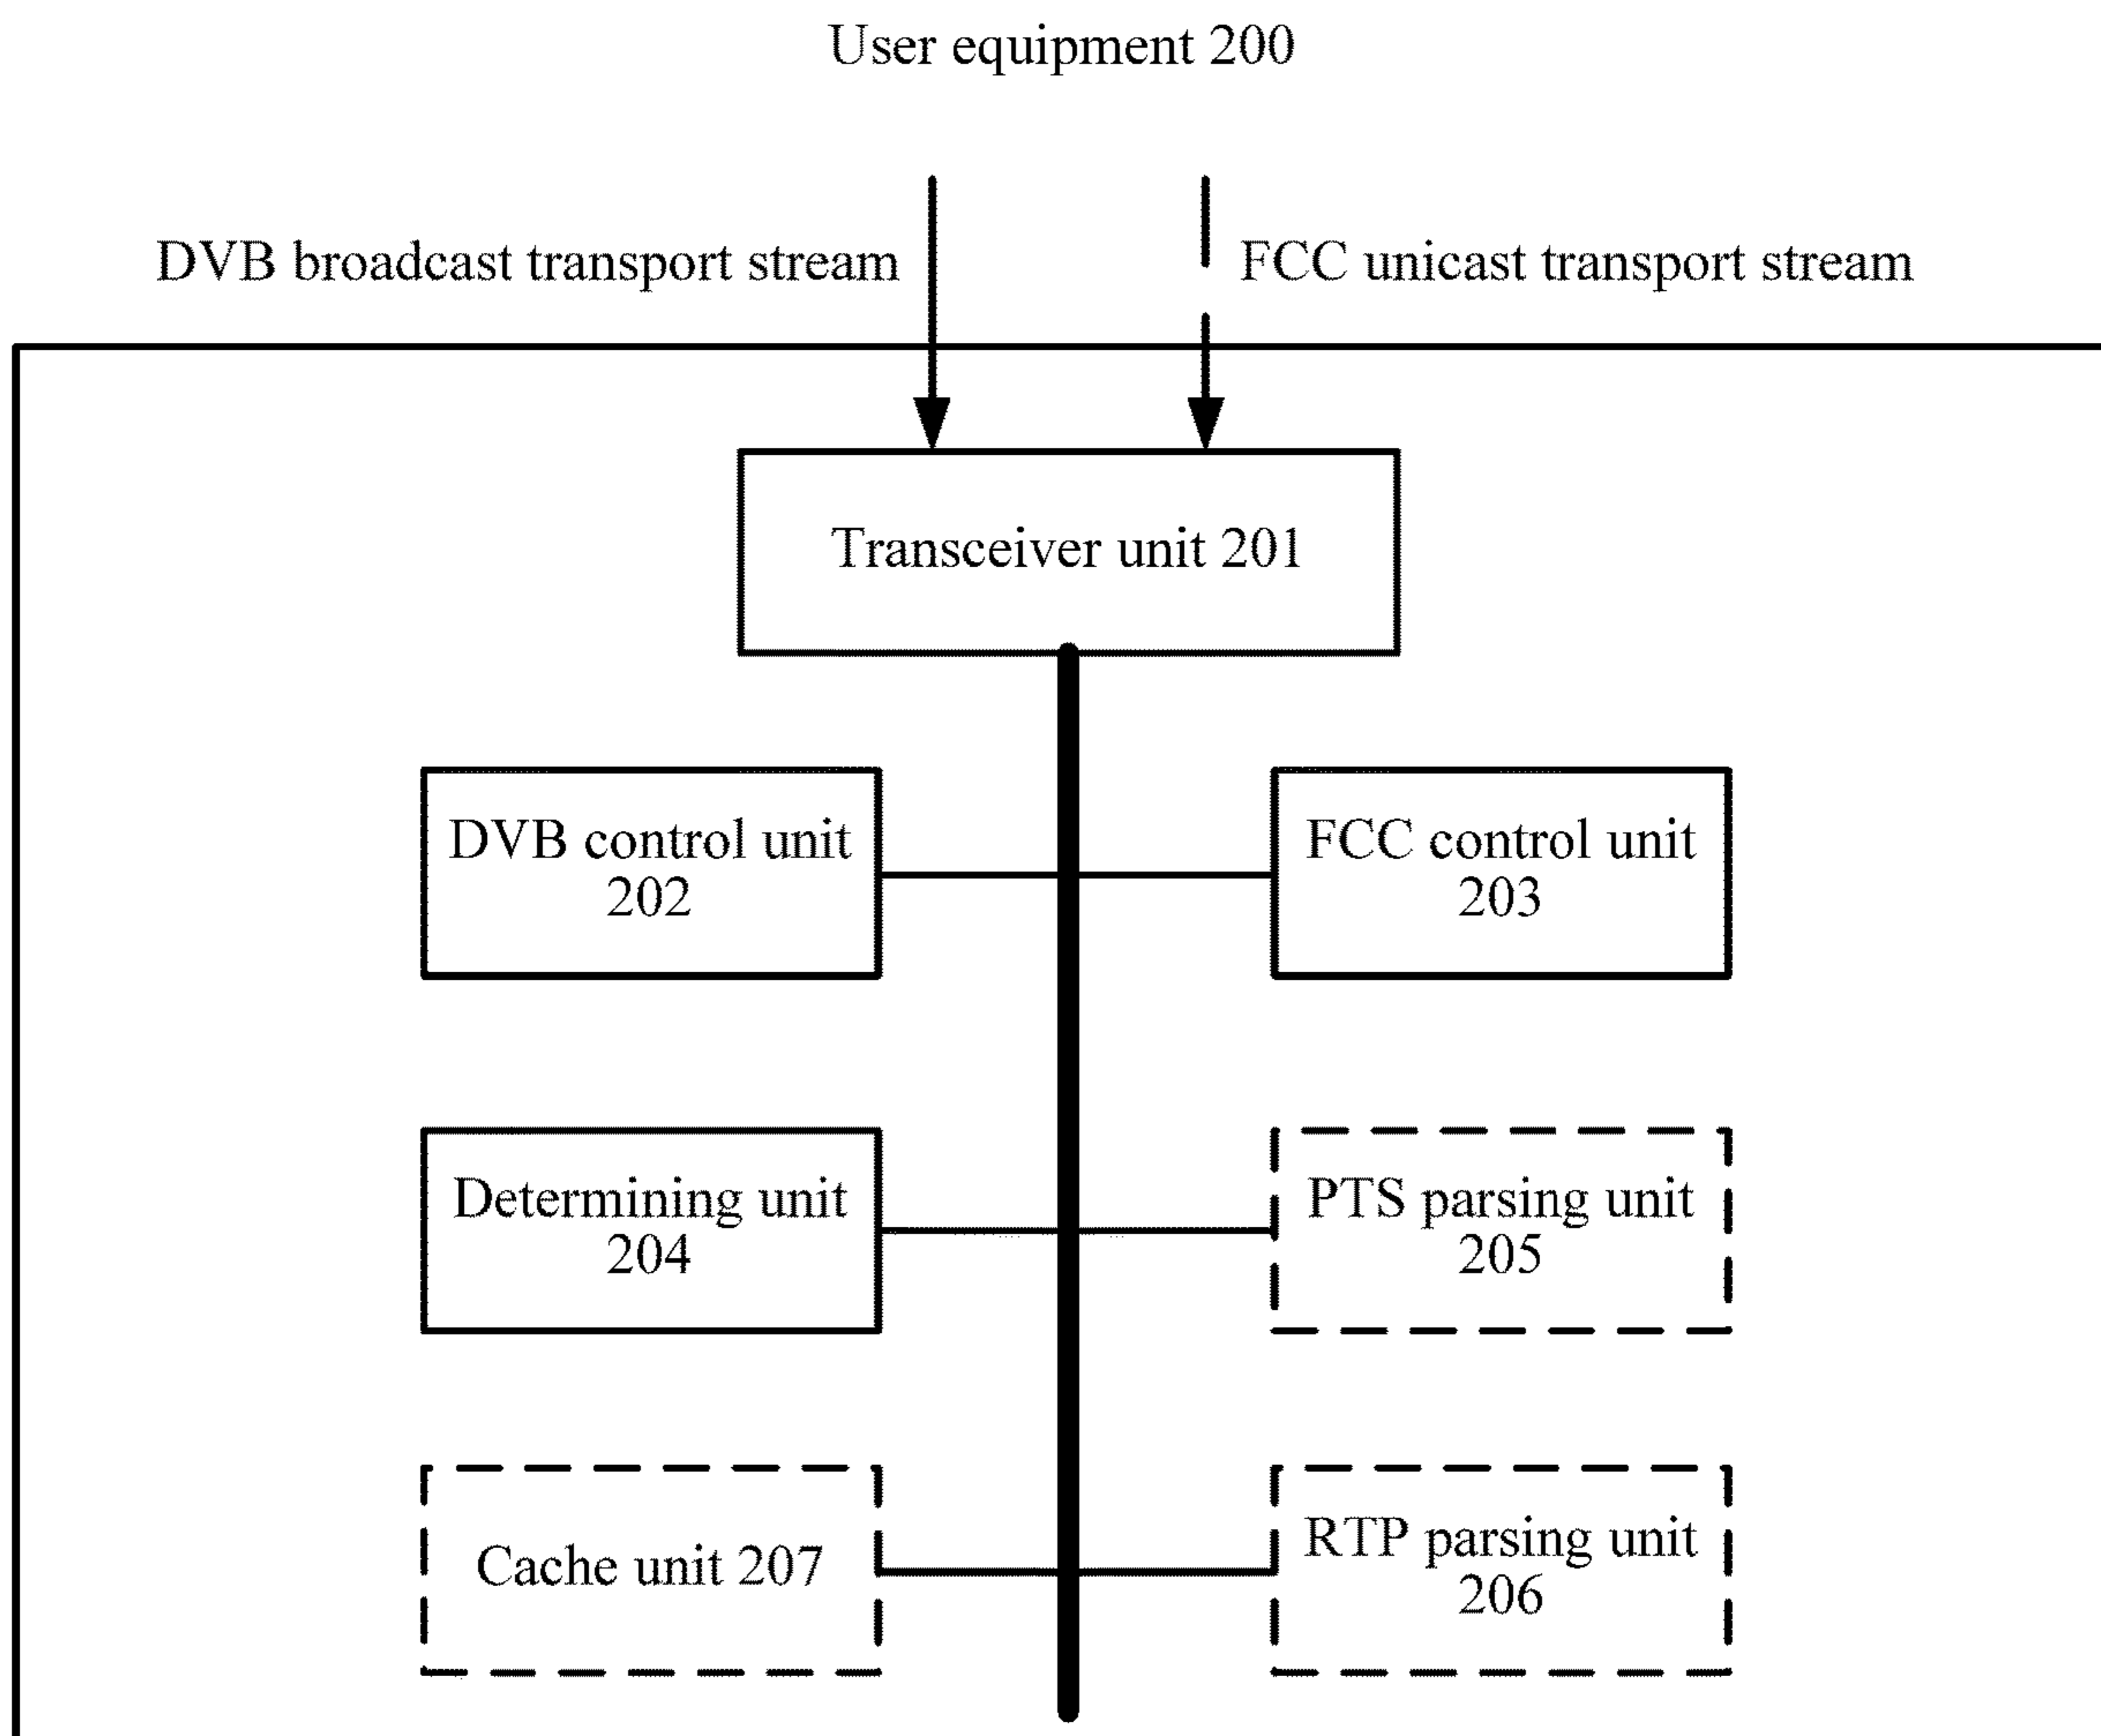 User equipment 200
DVB broadcast transport stream
FCC unicast transport stream
Transceiver unit 201
DVB control unit
202
FCC control unit
203
Determining unit
204
PTS parsing unit
205
Cache unit 207
RTP parsing unit
206